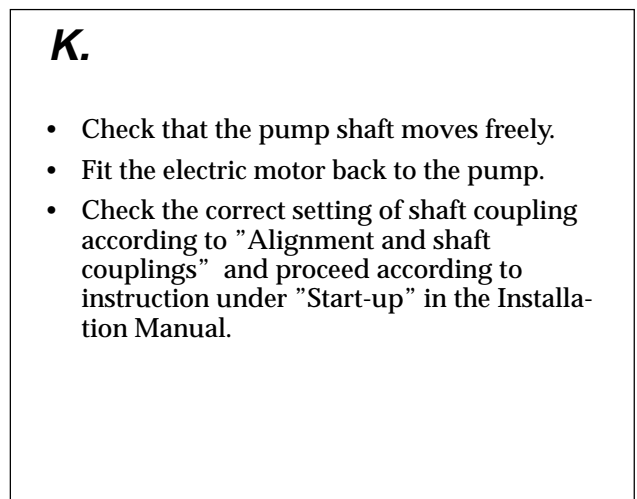 K.
• Check that the pump shaft moves freely.
• Fit the electric motor back to the pump.
• Check the correct setting of shaft coupling
according to ”Alignment and shaft
couplings”  and proceed according to
instruction under ”Start-up” in the Installa-
tion Manual.